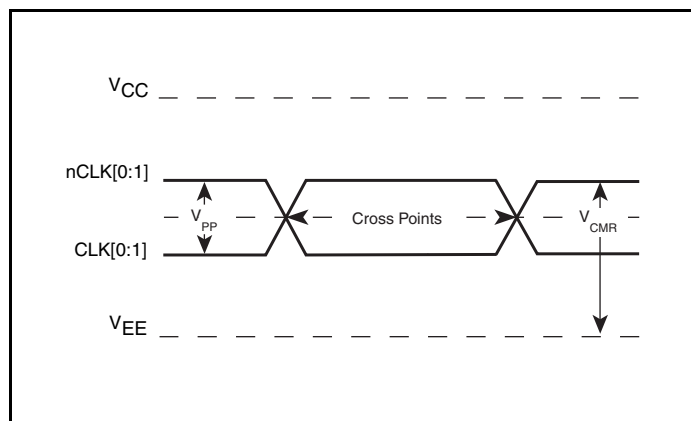 VCC
nCLK[0:1]
VPP
Cross Points
VCMR
CLK[0:1]
VEE